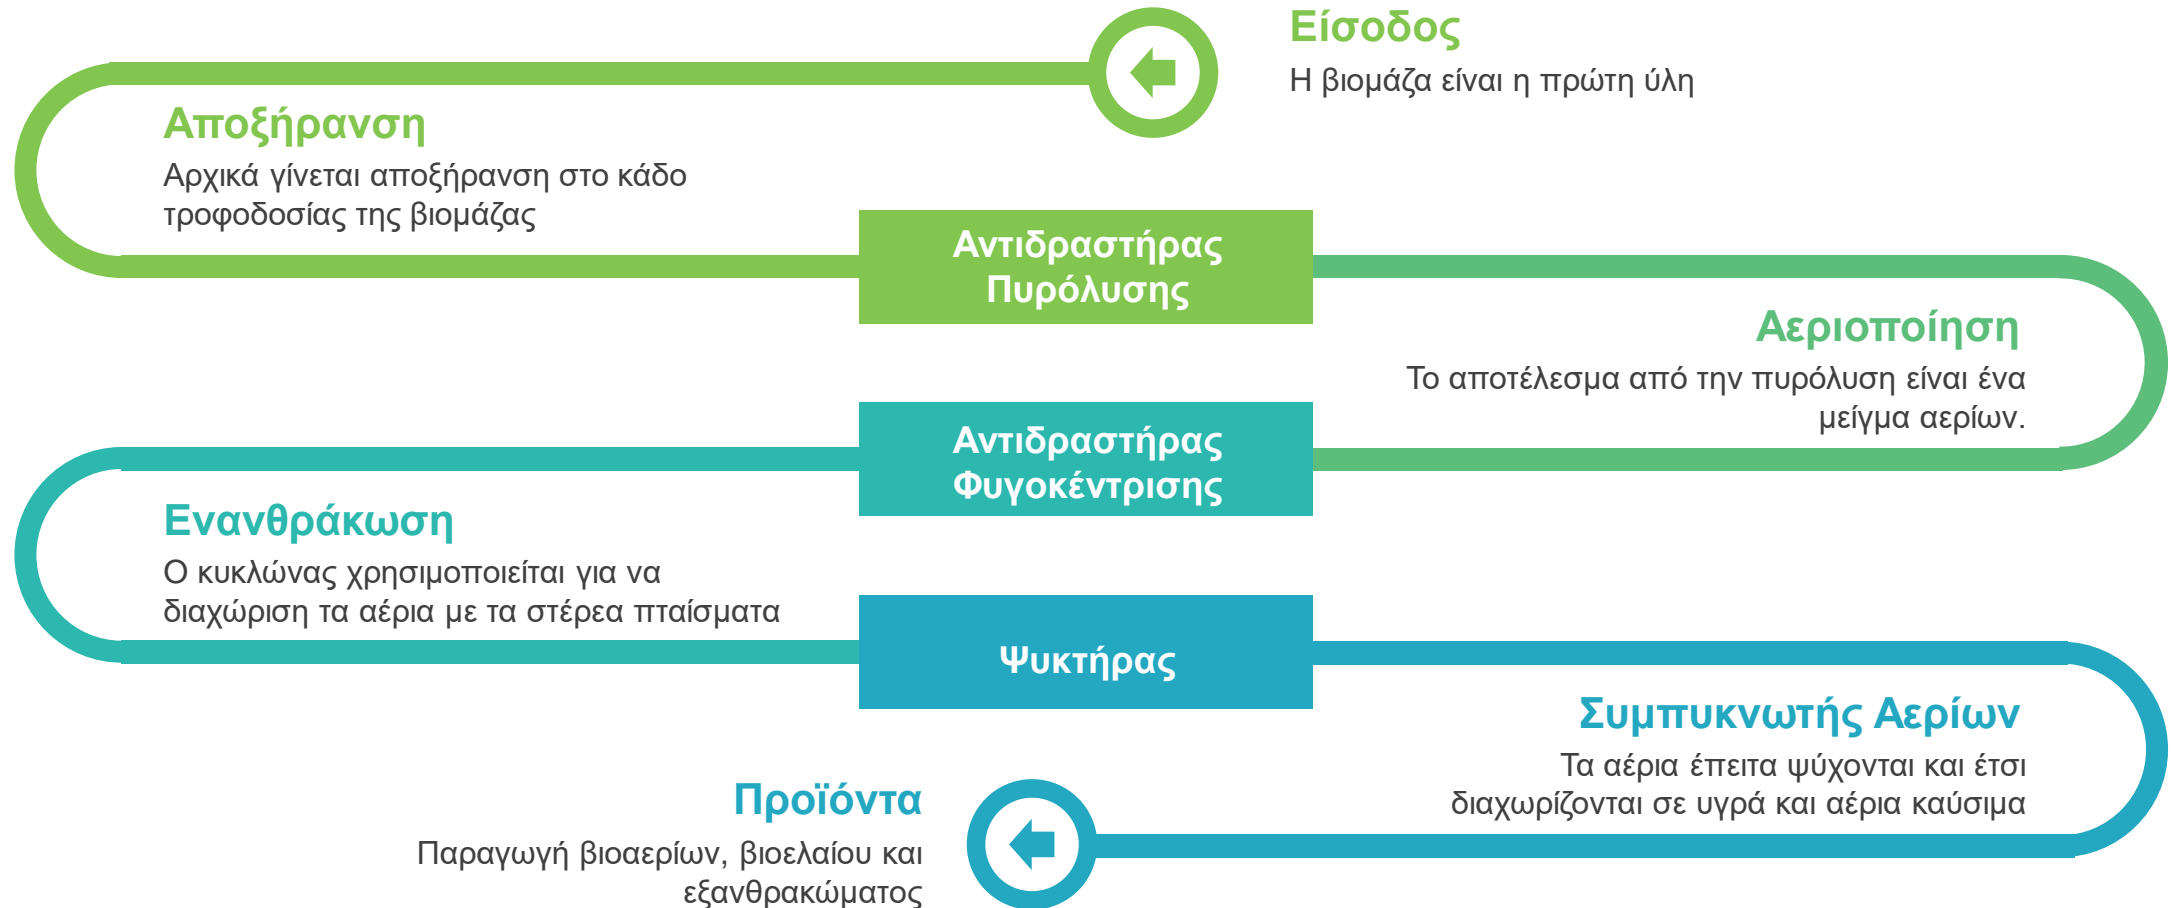 Είσοδος
Η βιομάζα είναι η πρώτη ύλη
Αποξήρανση
Αρχικά γίνεται αποξήρανση στο κάδο
τροφοδοσίας της βιομάζας
Αντιδραστήρας
Πυρόλυσης
Αεριοποίηση
Το αποτέλεσμα από την πυρόλυση είναι ένα
μείγμα αερίων.
Αντιδραστήρας
Φυγοκέντρισης
Ενανθράκωση
Ο κυκλώνας χρησιμοποιείται για να
διαχώριση τα αέρια με τα στέρεα πταίσματα
Ψυκτήρας
Συμπυκνωτής Αερίων
Τα αέρια έπειτα ψύχονται και έτσι
διαχωρίζονται σε υγρά και αέρια καύσιμα
Προϊόντα
Παραγωγή βιοαερίων, βιοελαίου και
εξανθρακώματος